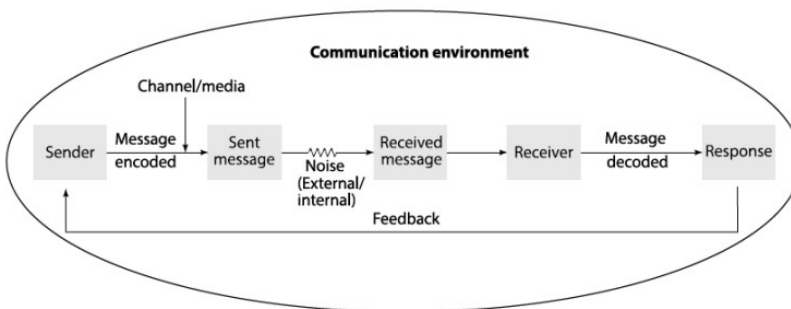 Communication environment
Channel/media
Sender
Message
encoded
Sent
message
Noise
(External/
internal)
Received
message
Receiver
Message
decoded
Response
Feedback